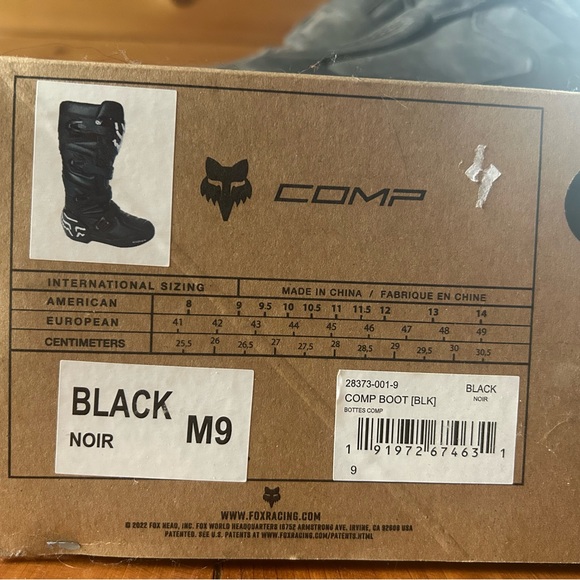 COMP
INTERNATIONAL SIZING
MADE IN CHINA / FABRIQUE EN CHINE
AMERICAN 8 9 9.5 10 10.5 11 11.5 12 13 14
EUROPEAN 41 42 43 44 45 46 47 48 49
CENTIMETERS 25,5 26 26,5 27 27,5 28 28,5 29 29,5 30 30,5
BLACK
NOIR
M9
28373-001-9 BLACK
COMP BOOT [BLK] NOIR
BOTTES COMP
1 91972 67463 1
9
WWW.FOXRACING.COM
© 2022 FOX HEAD, INC. FOX WORLD HEADQUARTERS 16752 ARMSTRONG AVE, IRVINE, CA 92606 USA
PATENTED. SEE U.S. PATENTS AT WWW.FOXRACING.COM/PATENTS.HTML